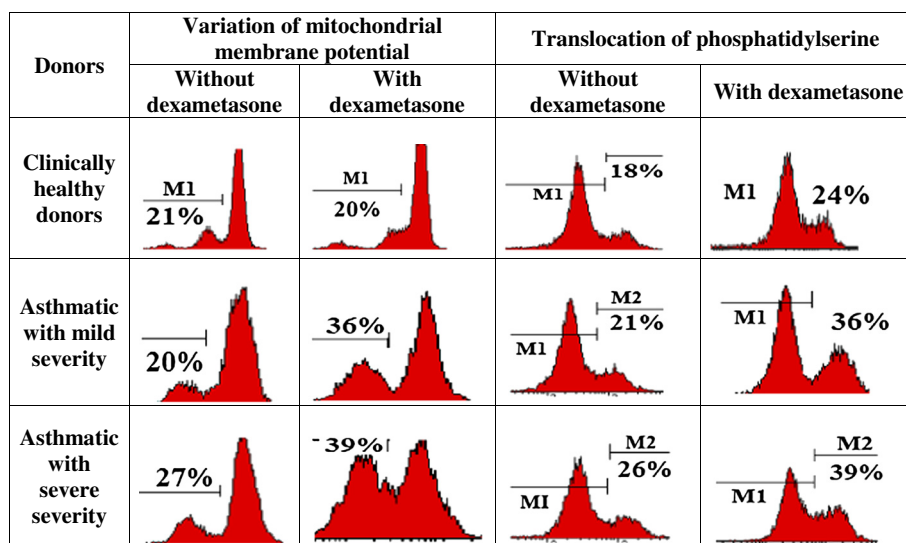 Donors
Variation of mitochondrial
membrane potential
Translocation of phosphatidylserine
Without
dexametasone
With
dexametasone
Without
dexametasone
With dexametasone
Clinically
healthy
donors
M1
21%
M1
20%
M1
18%
M1
24%
Asthmatic
with mild
severity
20%
36%
M1
M2
21%
M1
36%
Asthmatic
with
severe
severity
27%
39%
MI
M2
26%
M1
M2
39%